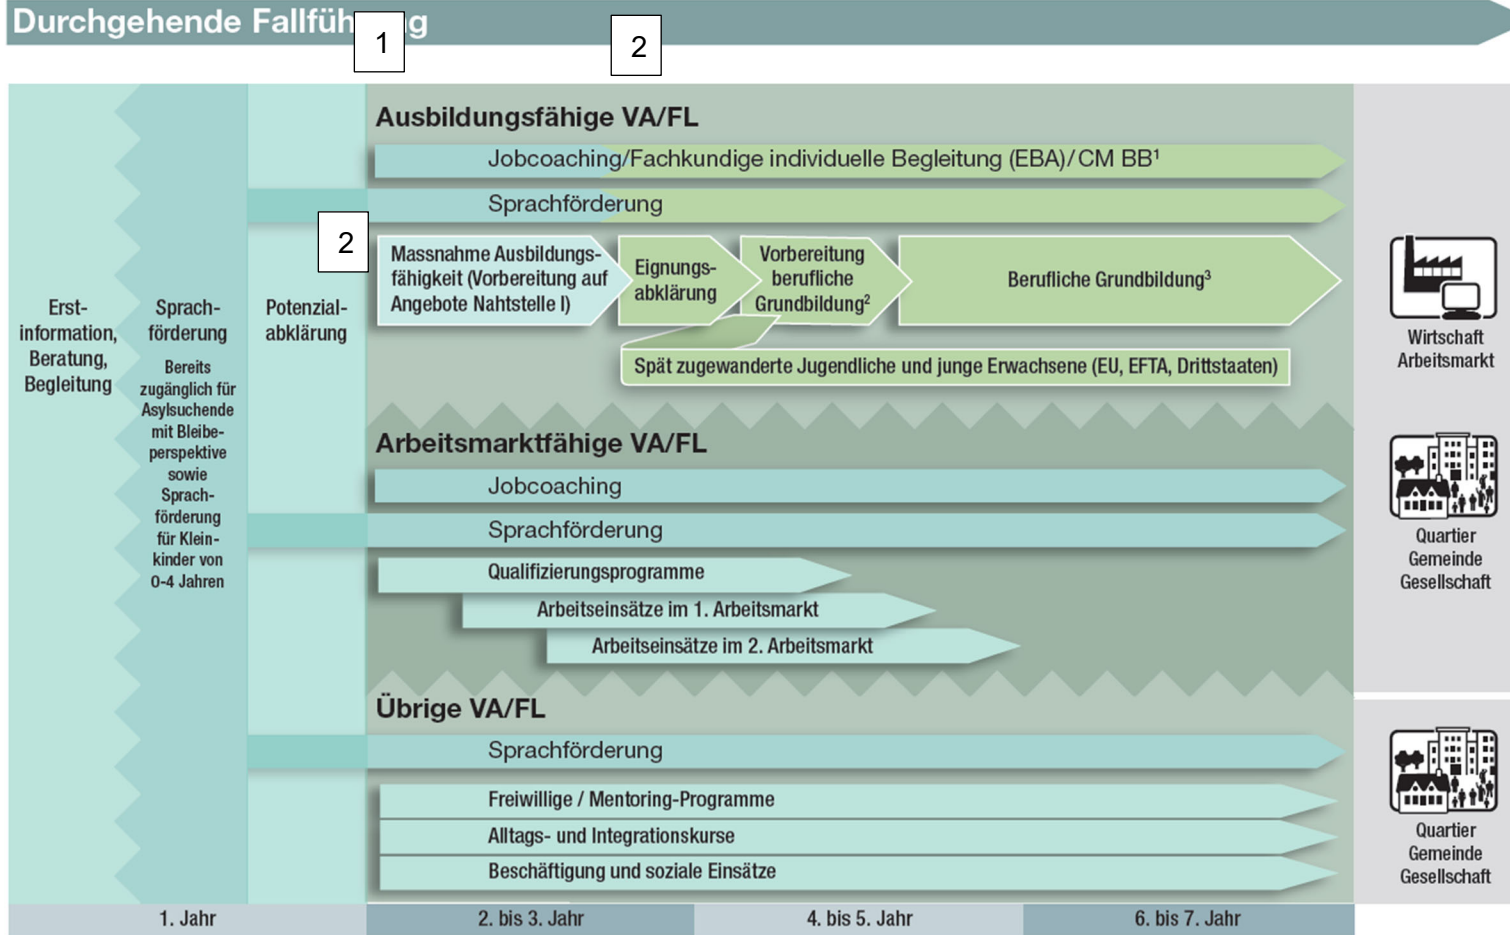 Durchgehende Fallfüh g
1
2
Ausbildungsfähige VA/FL
Jobcoaching/Fachkundige individuelle Begleitung (EBA)/CM BB¹
Sprachförderung
2
Massnahme Ausbildungs-
fähigkeit (Vorbereitung auf
Angebote Nahtstelle I)
Eignungs-
abklärung
Vorbereitung
berufliche
Grundbildung²
Berufliche Grundbildung³
Spät zugewanderte Jugendliche und junge Erwachsene (EU, EFTA, Drittstaaten)
Erst-
information,
Beratung,
Begleitung
Sprach-
förderung
Bereits
zugänglich für
Asylsuchende
mit Bleibe-
perspektive
sowie
Sprach-
förderung
für Klein-
kinder von
0-4 Jahren
Potenzial-
abklärung
Wirtschaft
Arbeitsmarkt
Arbeitsmarktfähige VA/FL
Jobcoaching
Sprachförderung
Qualifizierungsprogramme
Arbeitseinsätze im 1. Arbeitsmarkt
Arbeitseinsätze im 2. Arbeitsmarkt
Quartier
Gemeinde
Gesellschaft
Übrige VA/FL
Sprachförderung
Freiwillige / Mentoring-Programme
Alltags- und Integrationskurse
Beschäftigung und soziale Einsätze
Quartier
Gemeinde
Gesellschaft
1. Jahr
2. bis 3. Jahr
4. bis 5. Jahr
6. bis 7. Jahr